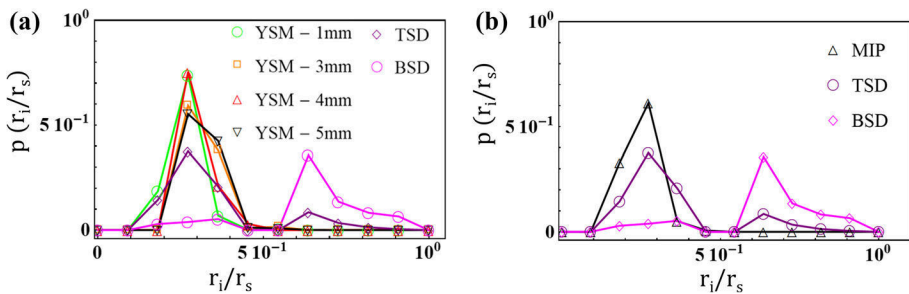 (a)
10⁰
5 10⁻¹
0
p (rᵢ/rₛ)
YSM – 1mm
YSM – 3mm
YSM – 4mm
YSM – 5mm
TSD
BSD
0
5 10⁻¹
10⁰
rᵢ/rₛ
(b)
10⁰
5 10⁻¹
0
p (rᵢ/rₛ)
MIP
TSD
BSD
0
5 10⁻¹
10⁰
rᵢ/rₛ